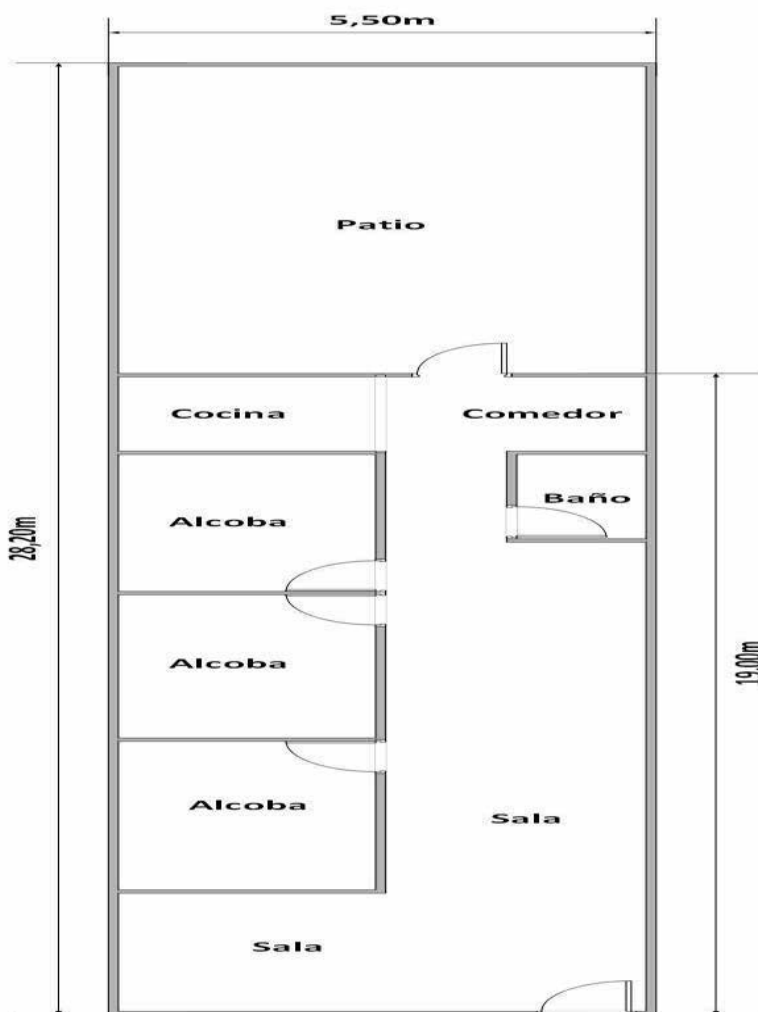 5,50m
Patio
Cocina
Comedor
Alcoba
Baño
28,20m
Alcoba
19,00m
Alcoba
Sala
Sala